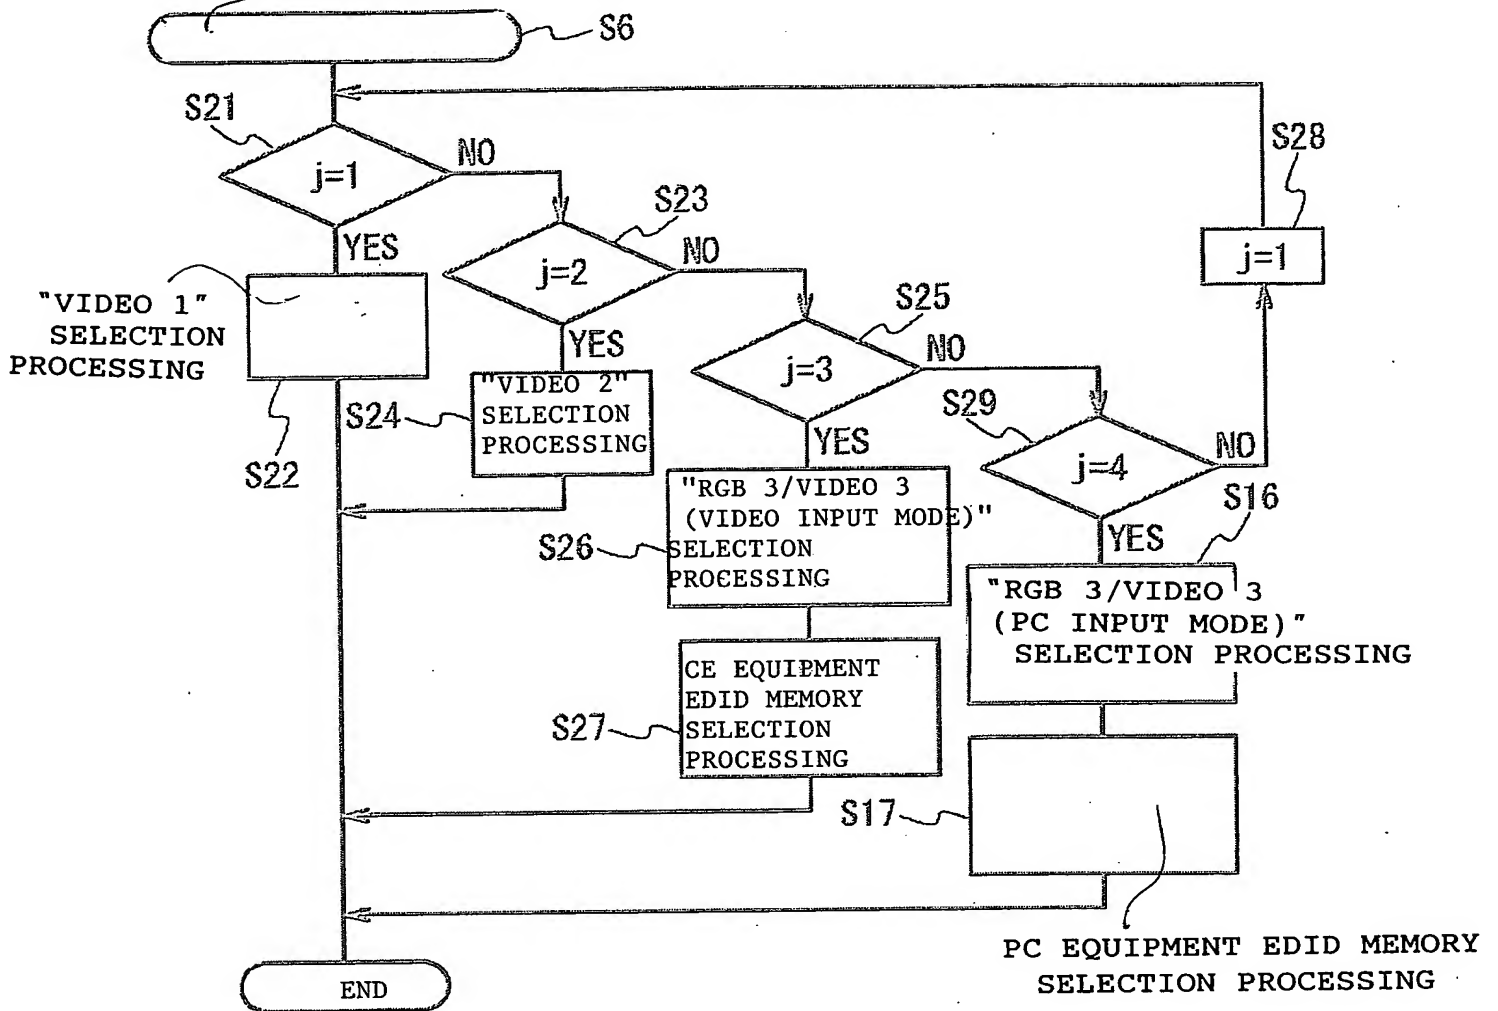 S6
S21
j=1
NO
YES
"VIDEO 1"
SELECTION
PROCESSING
S22
S23
j=2
NO
YES
S24
"VIDEO 2"
SELECTION
PROCESSING
S25
j=3
NO
YES
S26
"RGB 3/VIDEO 3
(VIDEO INPUT MODE)"
SELECTION
PROCESSING
S27
CE EQUIPMENT
EDID MEMORY
SELECTION
PROCESSING
S28
j=1
S29
j=4
NO
YES
S16
"RGB 3/VIDEO 3
(PC INPUT MODE)"
SELECTION PROCESSING
S17
PC EQUIPMENT EDID MEMORY
SELECTION PROCESSING
END